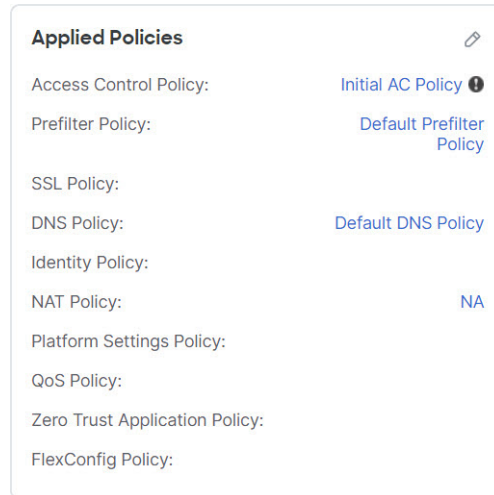 Applied Policies
Access Control Policy: Initial AC Policy
Prefilter Policy: Default Prefilter
Policy
SSL Policy:
DNS Policy: Default DNS Policy
Identity Policy:
NAT Policy: NA
Platform Settings Policy:
QoS Policy:
Zero Trust Application Policy:
FlexConfig Policy: